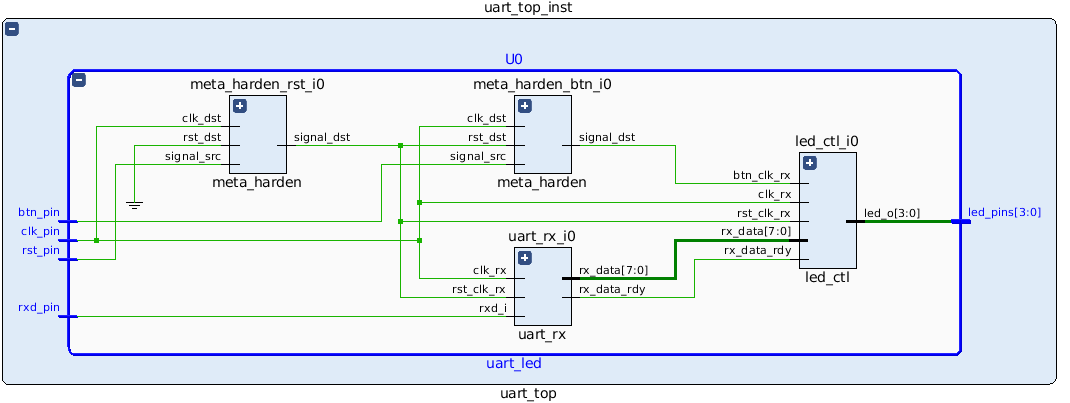 uart_top_inst
U0
meta_harden_rst_i0
clk_dst
rst_dst
signal_src
signal_dst
meta_harden
meta_harden_btn_i0
clk_dst
rst_dst
signal_src
signal_dst
meta_harden
led_ctl_i0
btn_clk_rx
clk_rx
rst_clk_rx
rx_data[7:0]
rx_data_rdy
led_o[3:0]
led_ctl
led_pins[3:0]
btn_pin
clk_pin
rst_pin
rxd_pin
uart_rx_i0
clk_rx
rst_clk_rx
rxd_i
rx_data[7:0]
rx_data_rdy
uart_rx
uart_led
uart_top